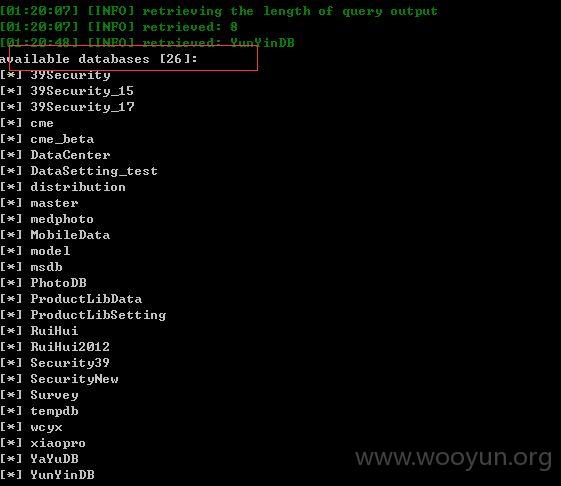 [01:20:07] [INFO] retrieving the length of query output
[01:20:07] [INFO] retrieved: 8
[01:20:48] [INFO] retrieved: YunYinDB
available databases [26]:
[*] 39Security
[*] 39Security_15
[*] 39Security_17
[*] cme
[*] cme_beta
[*] DataCenter
[*] DataSetting_test
[*] distribution
[*] master
[*] medphoto
[*] MobileData
[*] model
[*] msdb
[*] PhotoDB
[*] ProductLibData
[*] ProductLibSetting
[*] RuiHui
[*] RuiHui2012
[*] Security39
[*] SecurityNew
[*] Survey
[*] tempdb
[*] wcyx
[*] xiaopro
[*] YaYuDB
[*] YunYinDB
www.wooyun.org